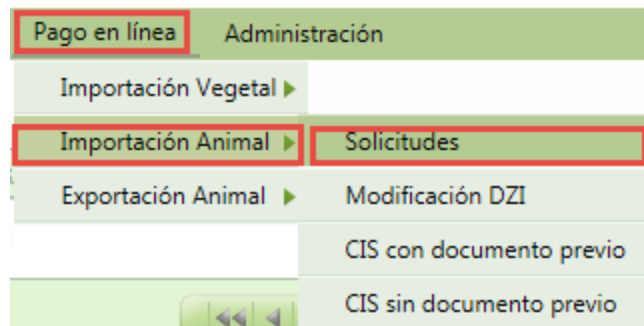 Pago en línea Administración
Importación Vegetal
Importación Animal Solicitudes
Exportación Animal Modificación DZI
CIS con documento previo
CIS sin documento previo